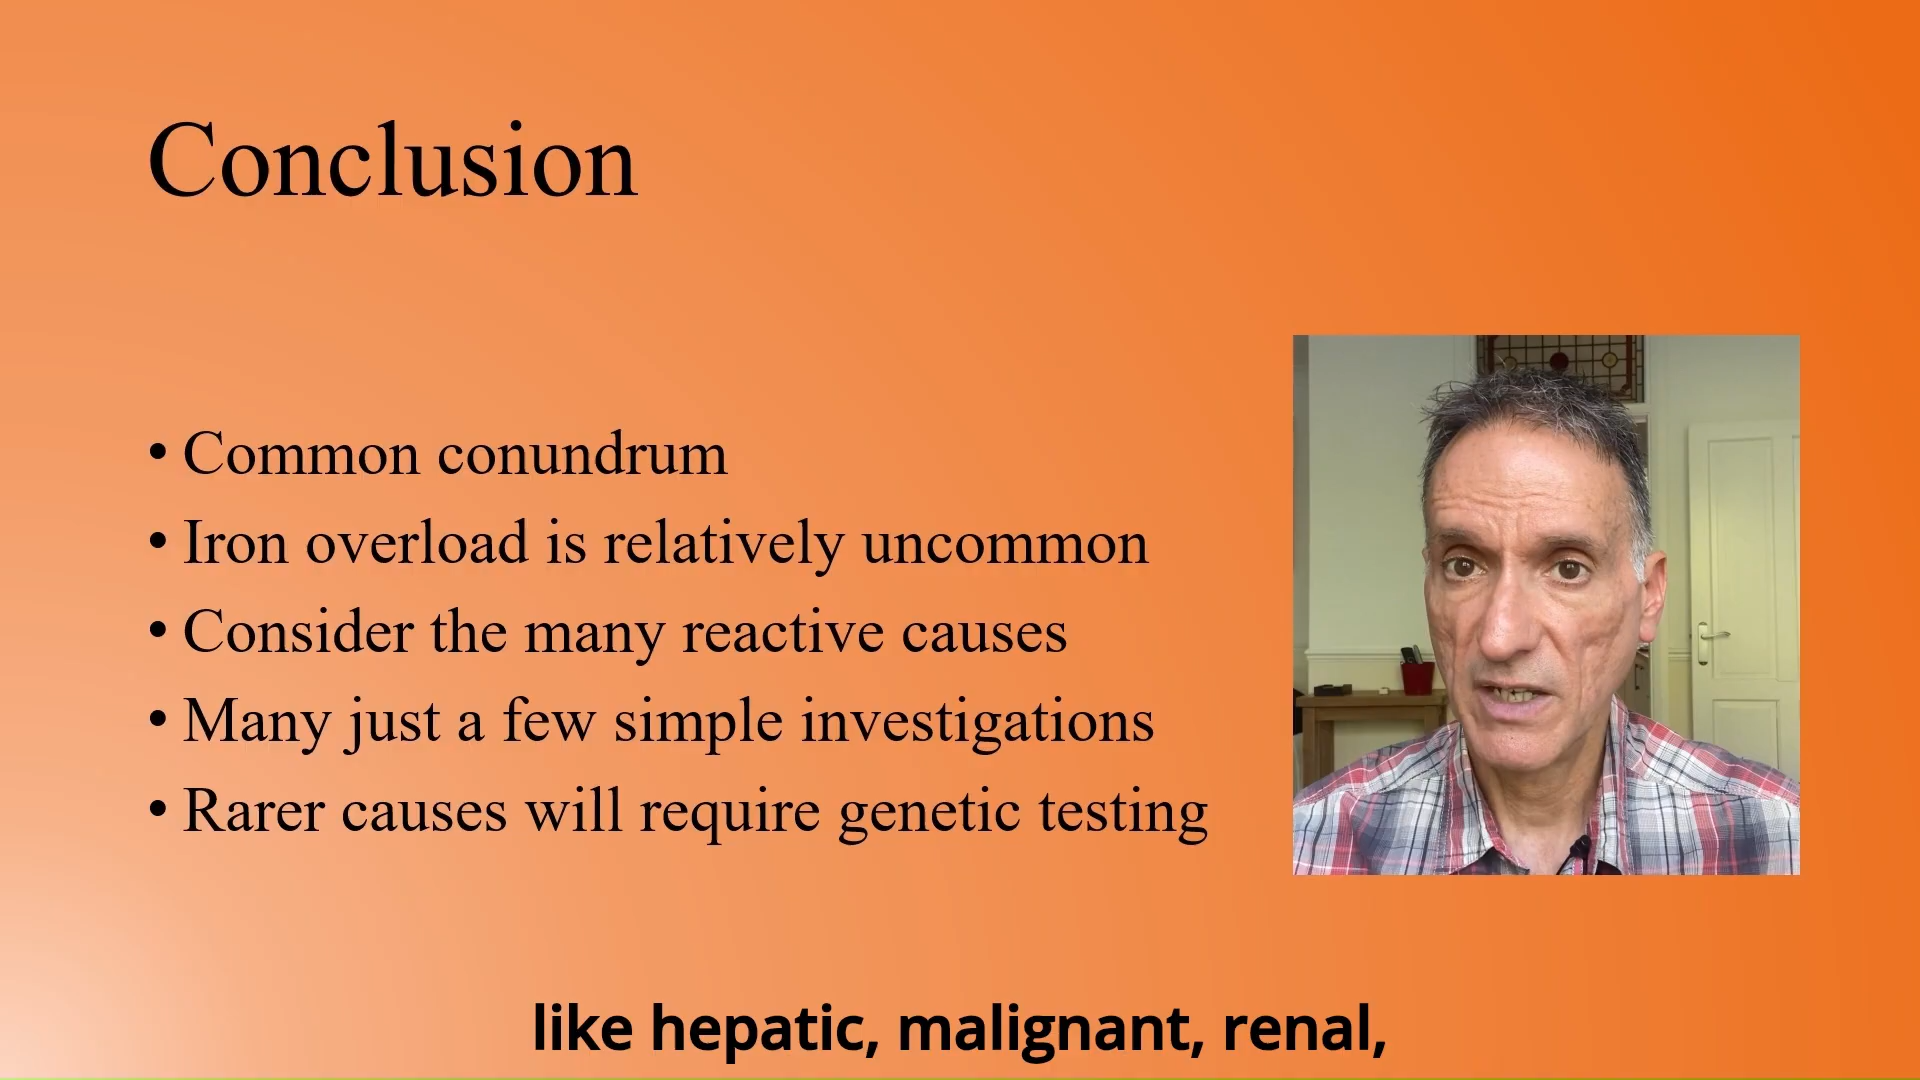 Conclusion
• Common conundrum
• Iron overload is relatively uncommon
• Consider the many reactive causes
• Many just a few simple investigations
• Rarer causes will require genetic testing
like hepatic, malignant, renal,